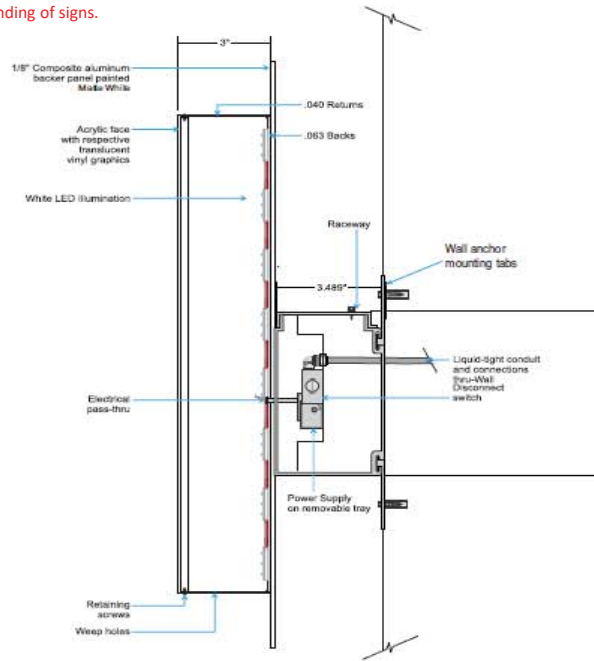 nding of signs.
3"
1/8" Composite aluminum
backer panel painted
Matte White
.040 Returns
Acrylic face
with respective
translucent
vinyl graphics
.063 Backs
White LED illumination
Raceway
Wall anchor
mounting tabs
3.489"
Liquid-tight conduit
and connections
thru-Wall
Disconnect
switch
Electrical
pass-thru
Power Supply
on removable tray
Retaining
screws
Weep holes